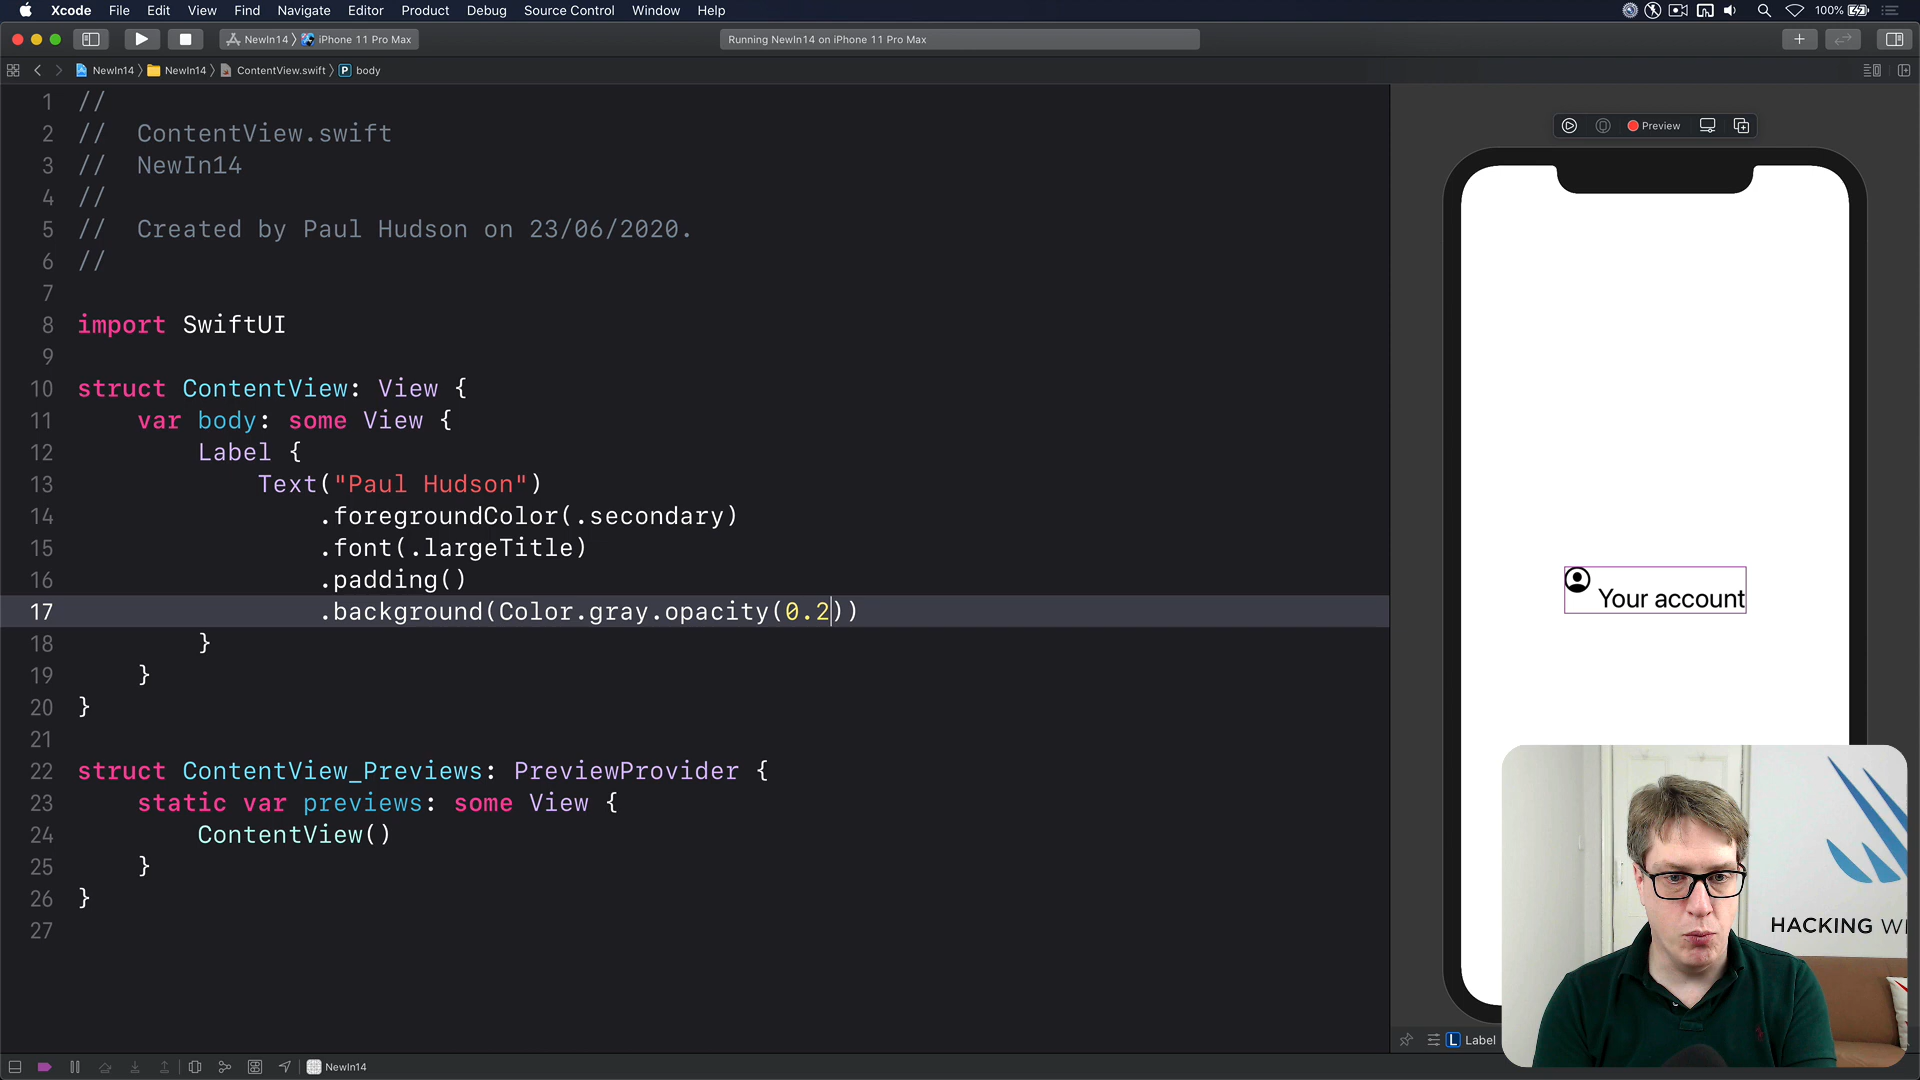 Xcode File Edit View Find Navigate Editor Product Debug Source Control Window Help 100%
NewIn14 iPhone 11 Pro Max Running NewIn14 on iPhone 11 Pro Max
NewIn14 NewIn14 ContentView.swift P body
1 //
2 //  ContentView.swift
3 //  NewIn14
4 //
5 //  Created by Paul Hudson on 23/06/2020.
6 //
7
8 import SwiftUI
9
10 struct ContentView: View {
11     var body: some View {
12         Label {
13             Text("Paul Hudson")
14                 .foregroundColor(.secondary)
15                 .font(.largeTitle)
16                 .padding()
17                 .background(Color.gray.opacity(0.2))
18         }
19     }
20 }
21
22 struct ContentView_Previews: PreviewProvider {
23     static var previews: some View {
24         ContentView()
25     }
26 }
27
Preview
Your account
HACKING
L Label
NewIn14